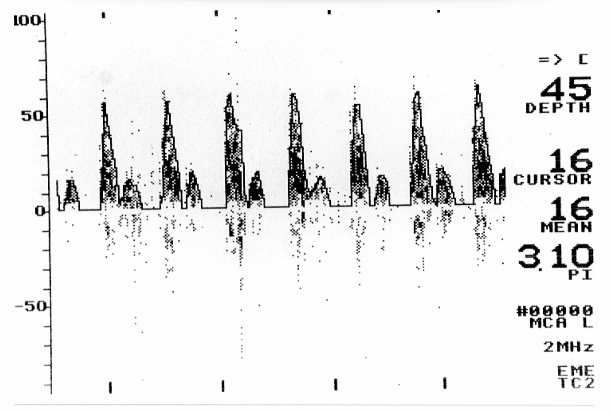 100
50
0
-50
=> [
45
DEPTH
16
CURSOR
16
MEAN
3.10
PI
#00000
MCA L
2MHz
EME
TC2